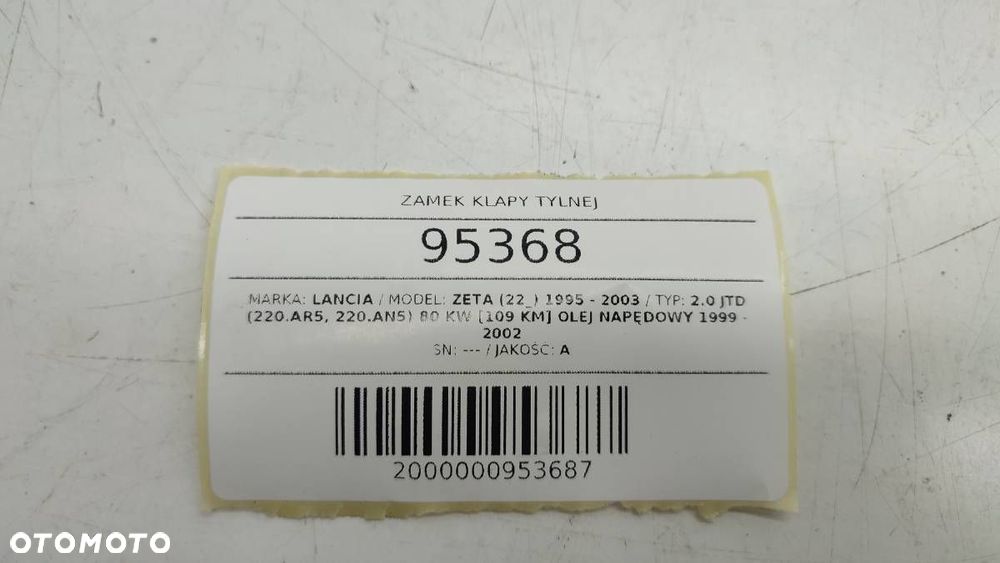 ZAMEK KLAPY TYLNEJ
95368
MARKA: LANCIA / MODEL: ZETA (22_) 1995 - 2003 / TYP: 2.0 JTD
(220.AR5, 220.AN5) 80 KW [109 KM] OLEJ NAPĘDOWY 1999 -
2002
SN: --- / JAKOŚĆ: A
2000000953687
OTOMOTO